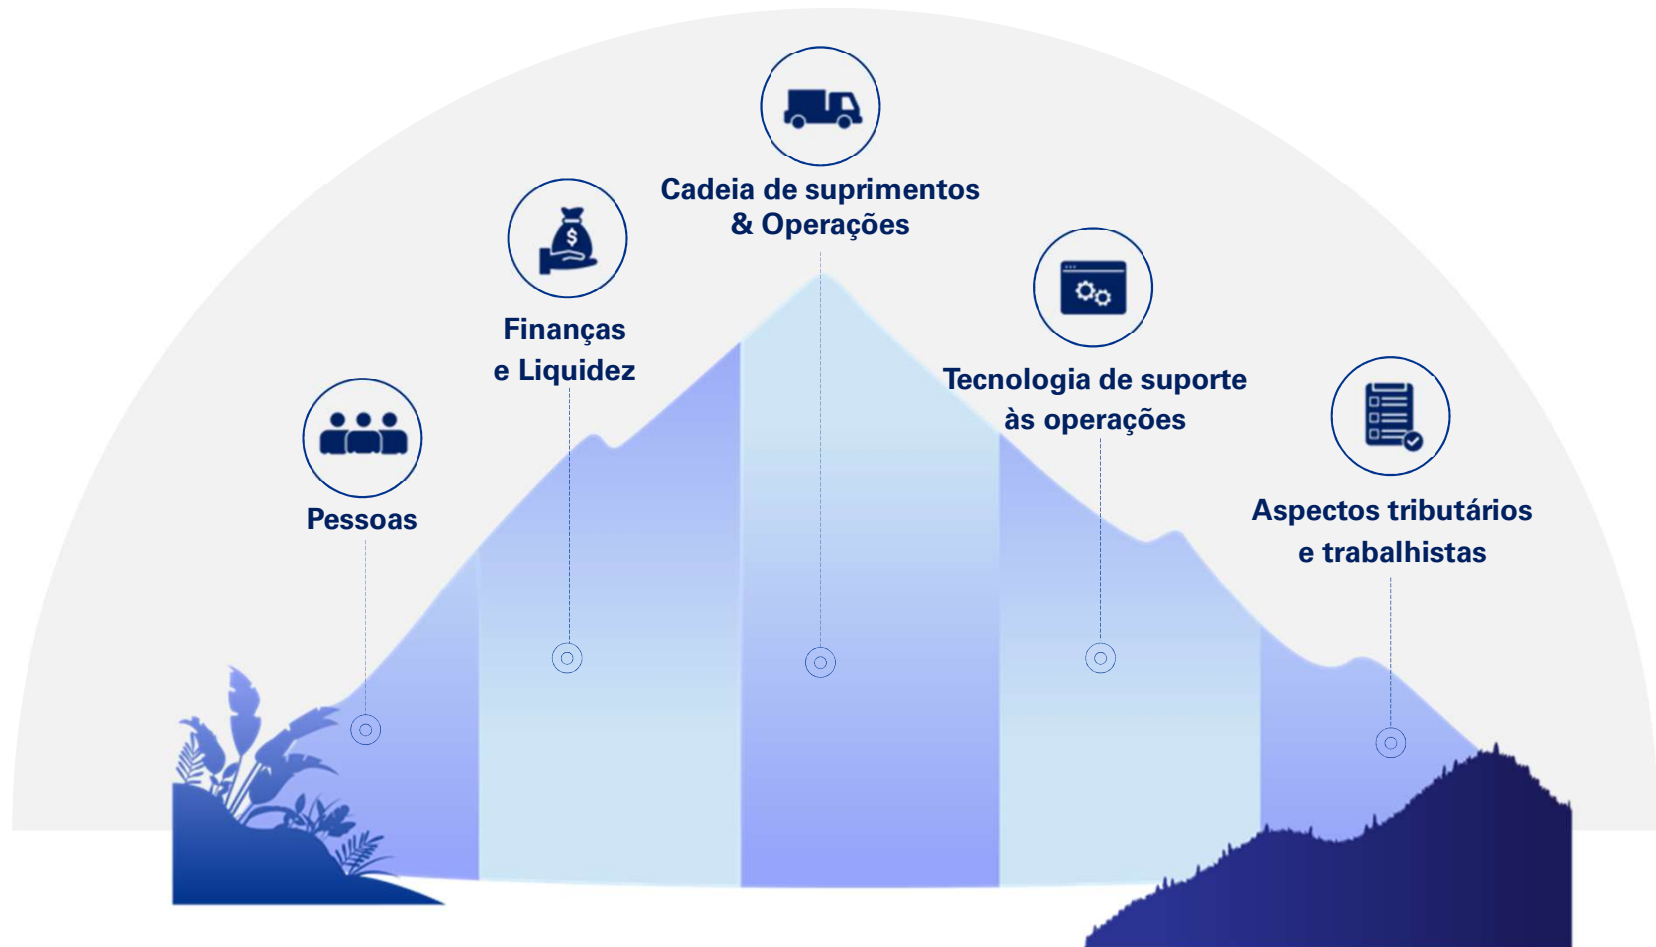 Cadeia de suprimentos
& Operações
Finanças
e Liquidez
Tecnologia de suporte
às operações
Pessoas
Aspectos tributários
e trabalhistas
$